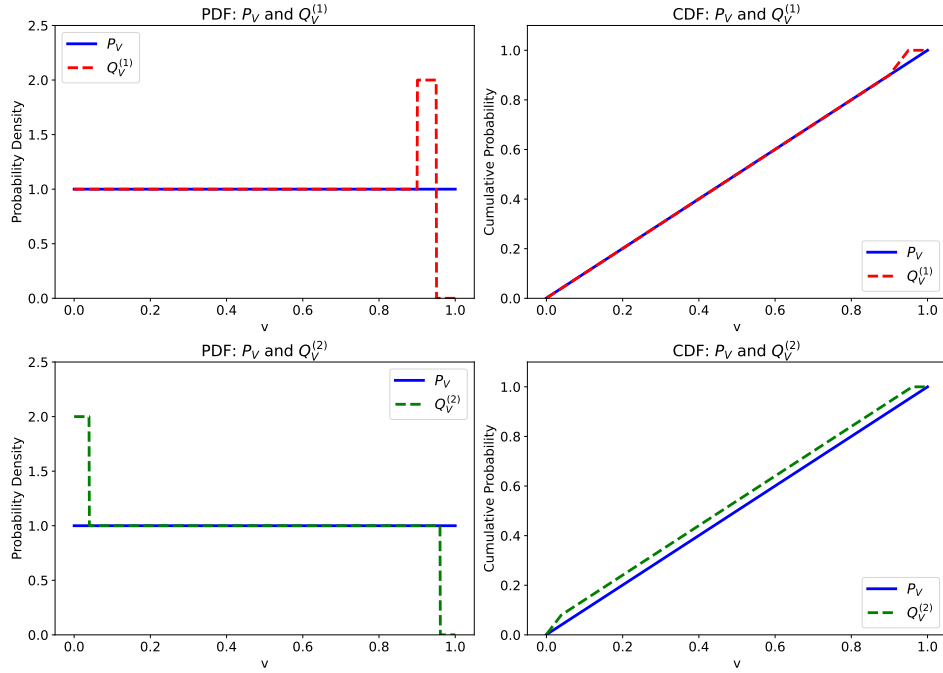 PDF: $P_V$ and $Q_V^{(1)}$
Probability Density
2.5
2.0
1.5
1.0
0.5
0.0
0.0 0.2 0.4 0.6 0.8 1.0
v
$P_V$
$Q_V^{(1)}$
CDF: $P_V$ and $Q_V^{(1)}$
Cumulative Probability
1.0
0.8
0.6
0.4
0.2
0.0
0.0 0.2 0.4 0.6 0.8 1.0
v
$P_V$
$Q_V^{(1)}$
PDF: $P_V$ and $Q_V^{(2)}$
Probability Density
2.5
2.0
1.5
1.0
0.5
0.0
0.0 0.2 0.4 0.6 0.8 1.0
v
$P_V$
$Q_V^{(2)}$
CDF: $P_V$ and $Q_V^{(2)}$
Cumulative Probability
1.0
0.8
0.6
0.4
0.2
0.0
0.0 0.2 0.4 0.6 0.8 1.0
v
$P_V$
$Q_V^{(2)}$